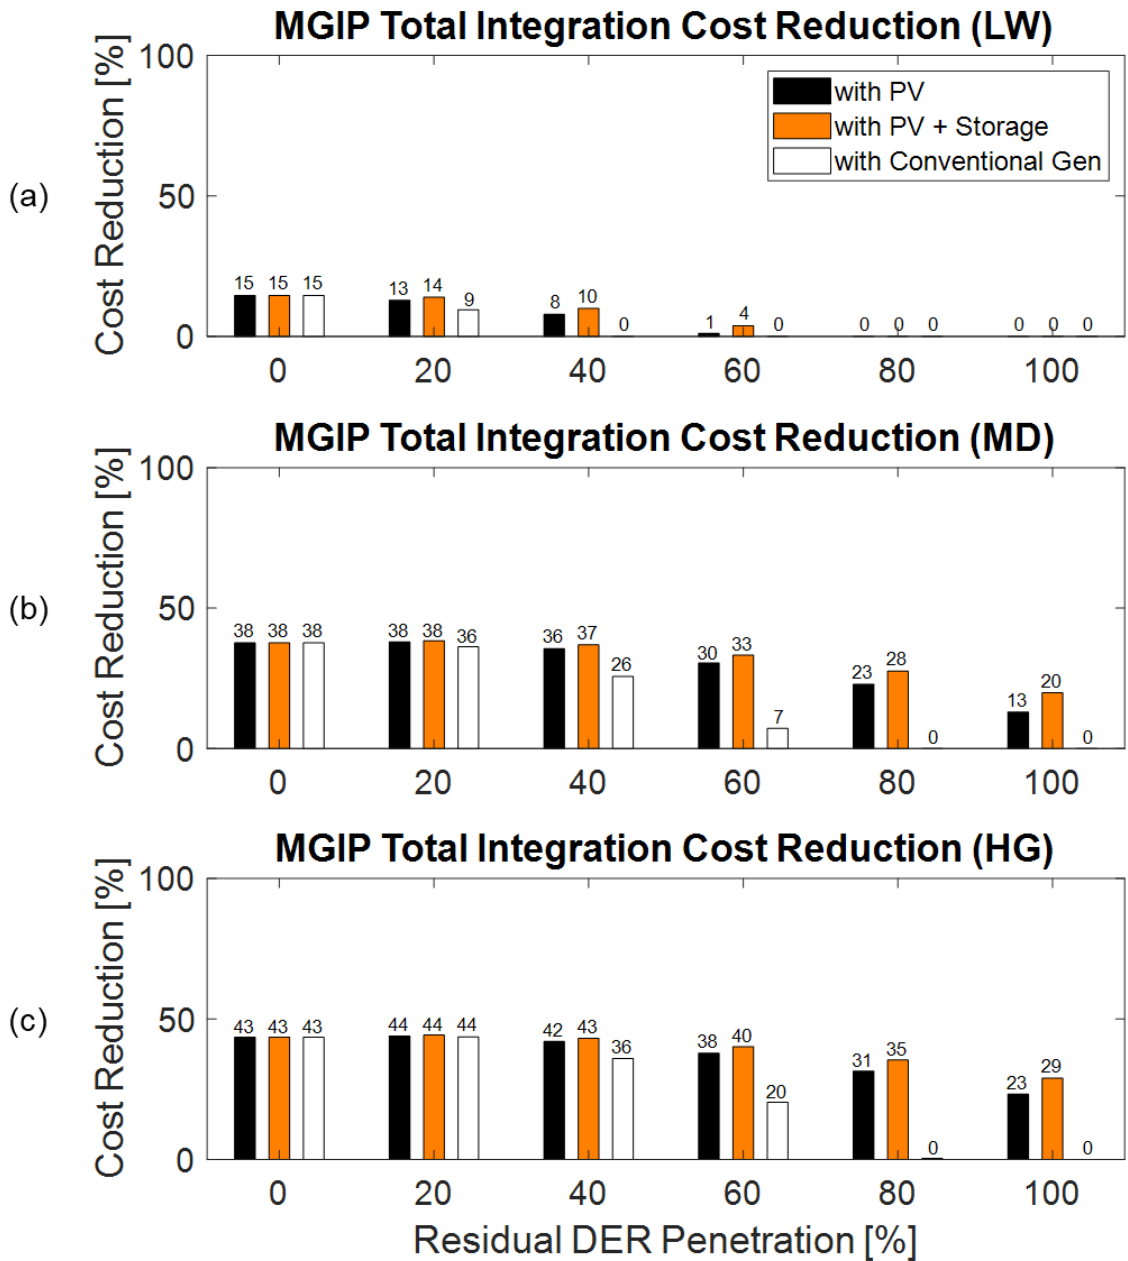 MGIP Total Integration Cost Reduction (LW)
(a)
Cost Reduction [%]
100
50
0
with PV
with PV + Storage
with Conventional Gen
15 15 15
13 14 9
8 10 0
1 4 0
0 0 0
0 0 0
0 20 40 60 80 100
MGIP Total Integration Cost Reduction (MD)
(b)
Cost Reduction [%]
100
50
0
38 38 38
38 38 36
36 37 26
30 33 7
23 28 0
13 20 0
0 20 40 60 80 100
MGIP Total Integration Cost Reduction (HG)
(c)
Cost Reduction [%]
100
50
0
43 43 43
44 44 44
42 43 36
38 40 20
31 35 0
23 29 0
0 20 40 60 80 100
Residual DER Penetration [%]